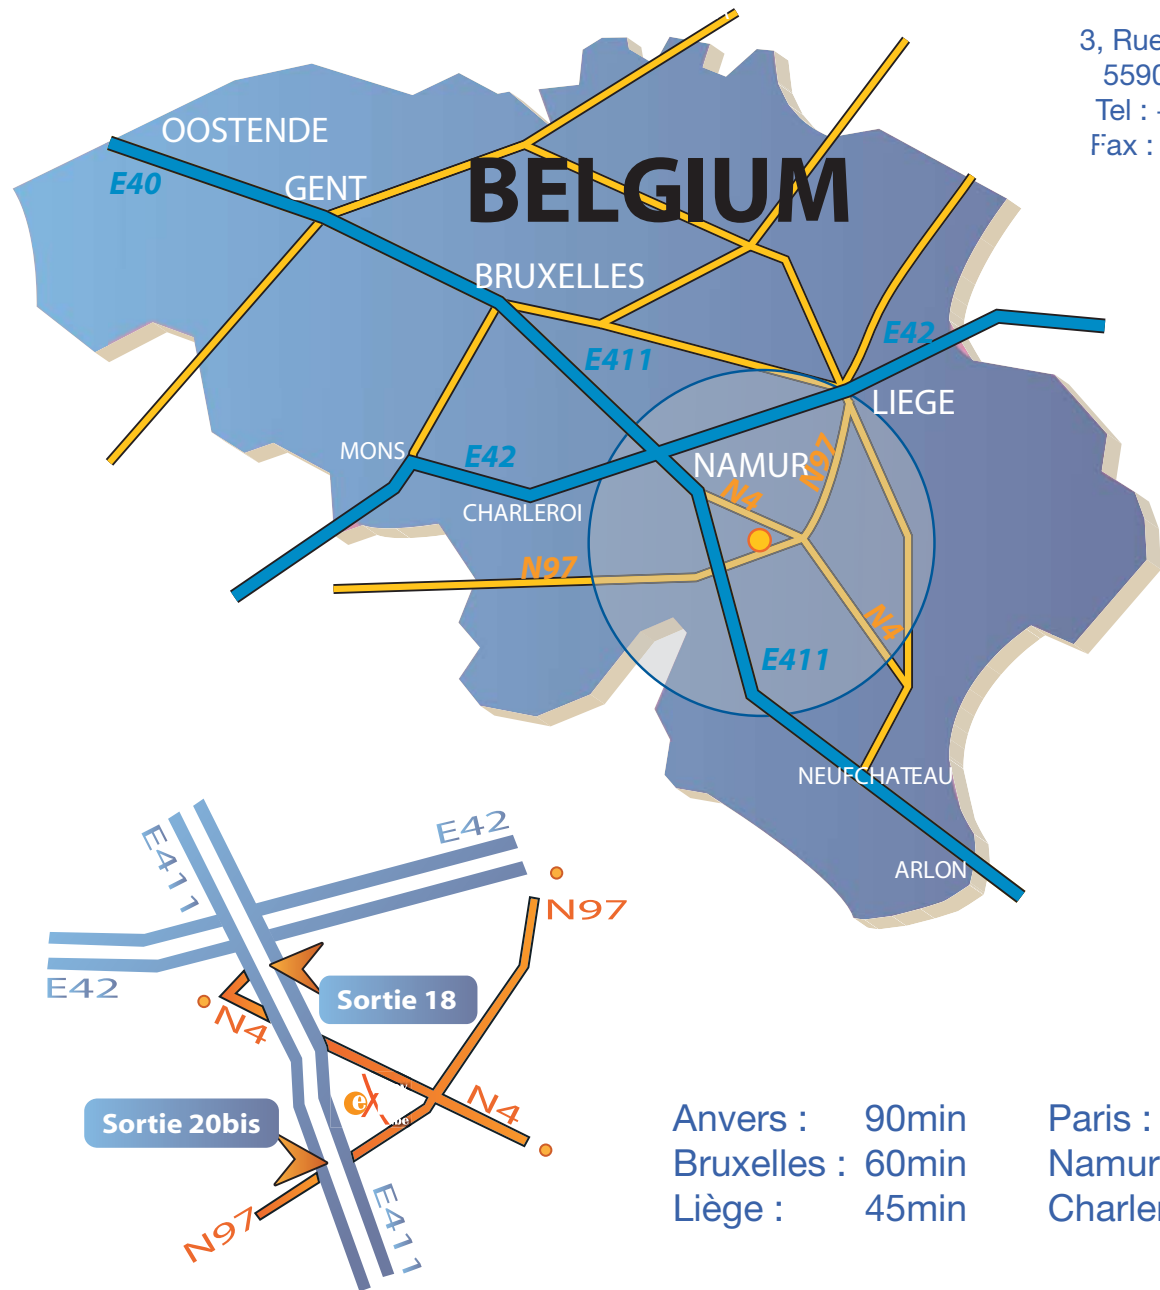 3, Rue
5590
Tel :
Fax :
OOSTENDE
E40
GENT
BELGIUM
BRUXELLES
E411
E42
LIEGE
MONS
E42
CHARLEROI
NAMUR
N97
N4
N97
N4
E411
NEUFCHATEAU
ARLON
E411
E42
N97
E42
Sortie 18
N4
e
N4
Sortie 20bis
N97
E411
Anvers : 90min
Bruxelles : 60min
Liège : 45min
Paris :
Namur
Charler